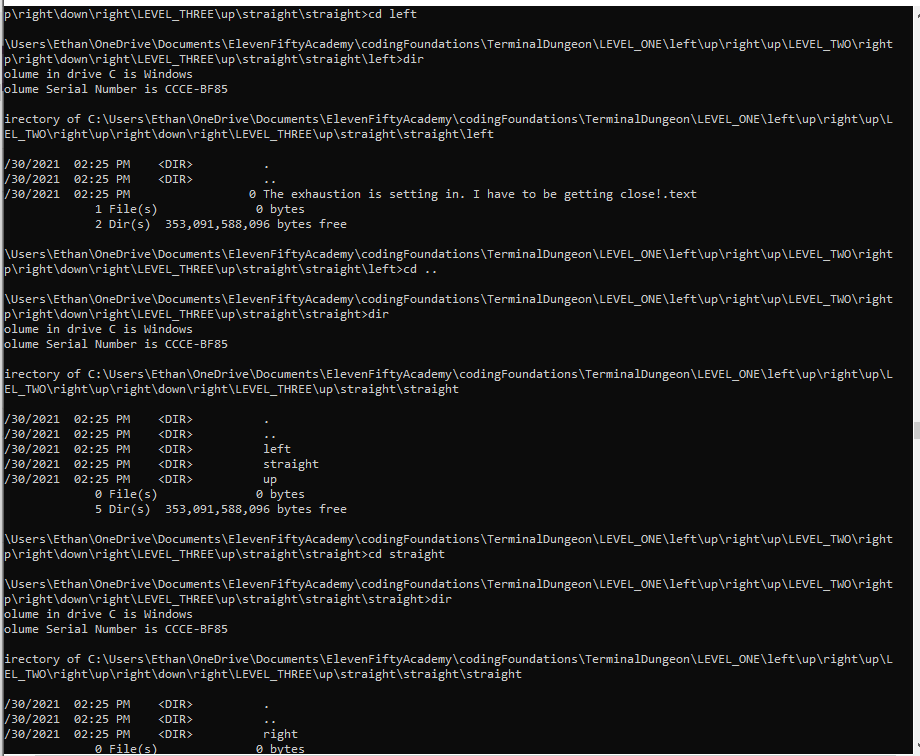 p\right\down\right\LEVEL_THREE\up\straight\straight>cd left
\Users\Ethan\OneDrive\Documents\ElevenFiftyAcademy\codingFoundations\TerminalDungeon\LEVEL_ONE\left\up\right\up\LEVEL_TWO\right
p\right\down\right\LEVEL_THREE\up\straight\straight\left>dir
olume in drive C is Windows
olume Serial Number is CCCE-BF85
irectory of C:\Users\Ethan\OneDrive\Documents\ElevenFiftyAcademy\codingFoundations\TerminalDungeon\LEVEL_ONE\left\up\right\up\L
EL_TWO\right\up\right\down\right\LEVEL_THREE\up\straight\straight\left
/30/2021  02:25 PM    <DIR>          .
/30/2021  02:25 PM    <DIR>          ..
/30/2021  02:25 PM                 0 The exhaustion is setting in. I have to be getting close!.text
1 File(s)              0 bytes
2 Dir(s)  353,091,588,096 bytes free
\Users\Ethan\OneDrive\Documents\ElevenFiftyAcademy\codingFoundations\TerminalDungeon\LEVEL_ONE\left\up\right\up\LEVEL_TWO\right
p\right\down\right\LEVEL_THREE\up\straight\straight\left>cd ..
\Users\Ethan\OneDrive\Documents\ElevenFiftyAcademy\codingFoundations\TerminalDungeon\LEVEL_ONE\left\up\right\up\LEVEL_TWO\right
p\right\down\right\LEVEL_THREE\up\straight\straight>dir
olume in drive C is Windows
olume Serial Number is CCCE-BF85
irectory of C:\Users\Ethan\OneDrive\Documents\ElevenFiftyAcademy\codingFoundations\TerminalDungeon\LEVEL_ONE\left\up\right\up\L
EL_TWO\right\up\right\down\right\LEVEL_THREE\up\straight\straight
/30/2021  02:25 PM    <DIR>          .
/30/2021  02:25 PM    <DIR>          ..
/30/2021  02:25 PM    <DIR>          left
/30/2021  02:25 PM    <DIR>          straight
/30/2021  02:25 PM    <DIR>          up
0 File(s)              0 bytes
5 Dir(s)  353,091,588,096 bytes free
\Users\Ethan\OneDrive\Documents\ElevenFiftyAcademy\codingFoundations\TerminalDungeon\LEVEL_ONE\left\up\right\up\LEVEL_TWO\right
p\right\down\right\LEVEL_THREE\up\straight\straight>cd straight
\Users\Ethan\OneDrive\Documents\ElevenFiftyAcademy\codingFoundations\TerminalDungeon\LEVEL_ONE\left\up\right\up\LEVEL_TWO\right
p\right\down\right\LEVEL_THREE\up\straight\straight\straight>dir
olume in drive C is Windows
olume Serial Number is CCCE-BF85
irectory of C:\Users\Ethan\OneDrive\Documents\ElevenFiftyAcademy\codingFoundations\TerminalDungeon\LEVEL_ONE\left\up\right\up\L
EL_TWO\right\up\right\down\right\LEVEL_THREE\up\straight\straight\straight
/30/2021  02:25 PM    <DIR>          .
/30/2021  02:25 PM    <DIR>          ..
/30/2021  02:25 PM    <DIR>          right
0 File(s)              0 bytes